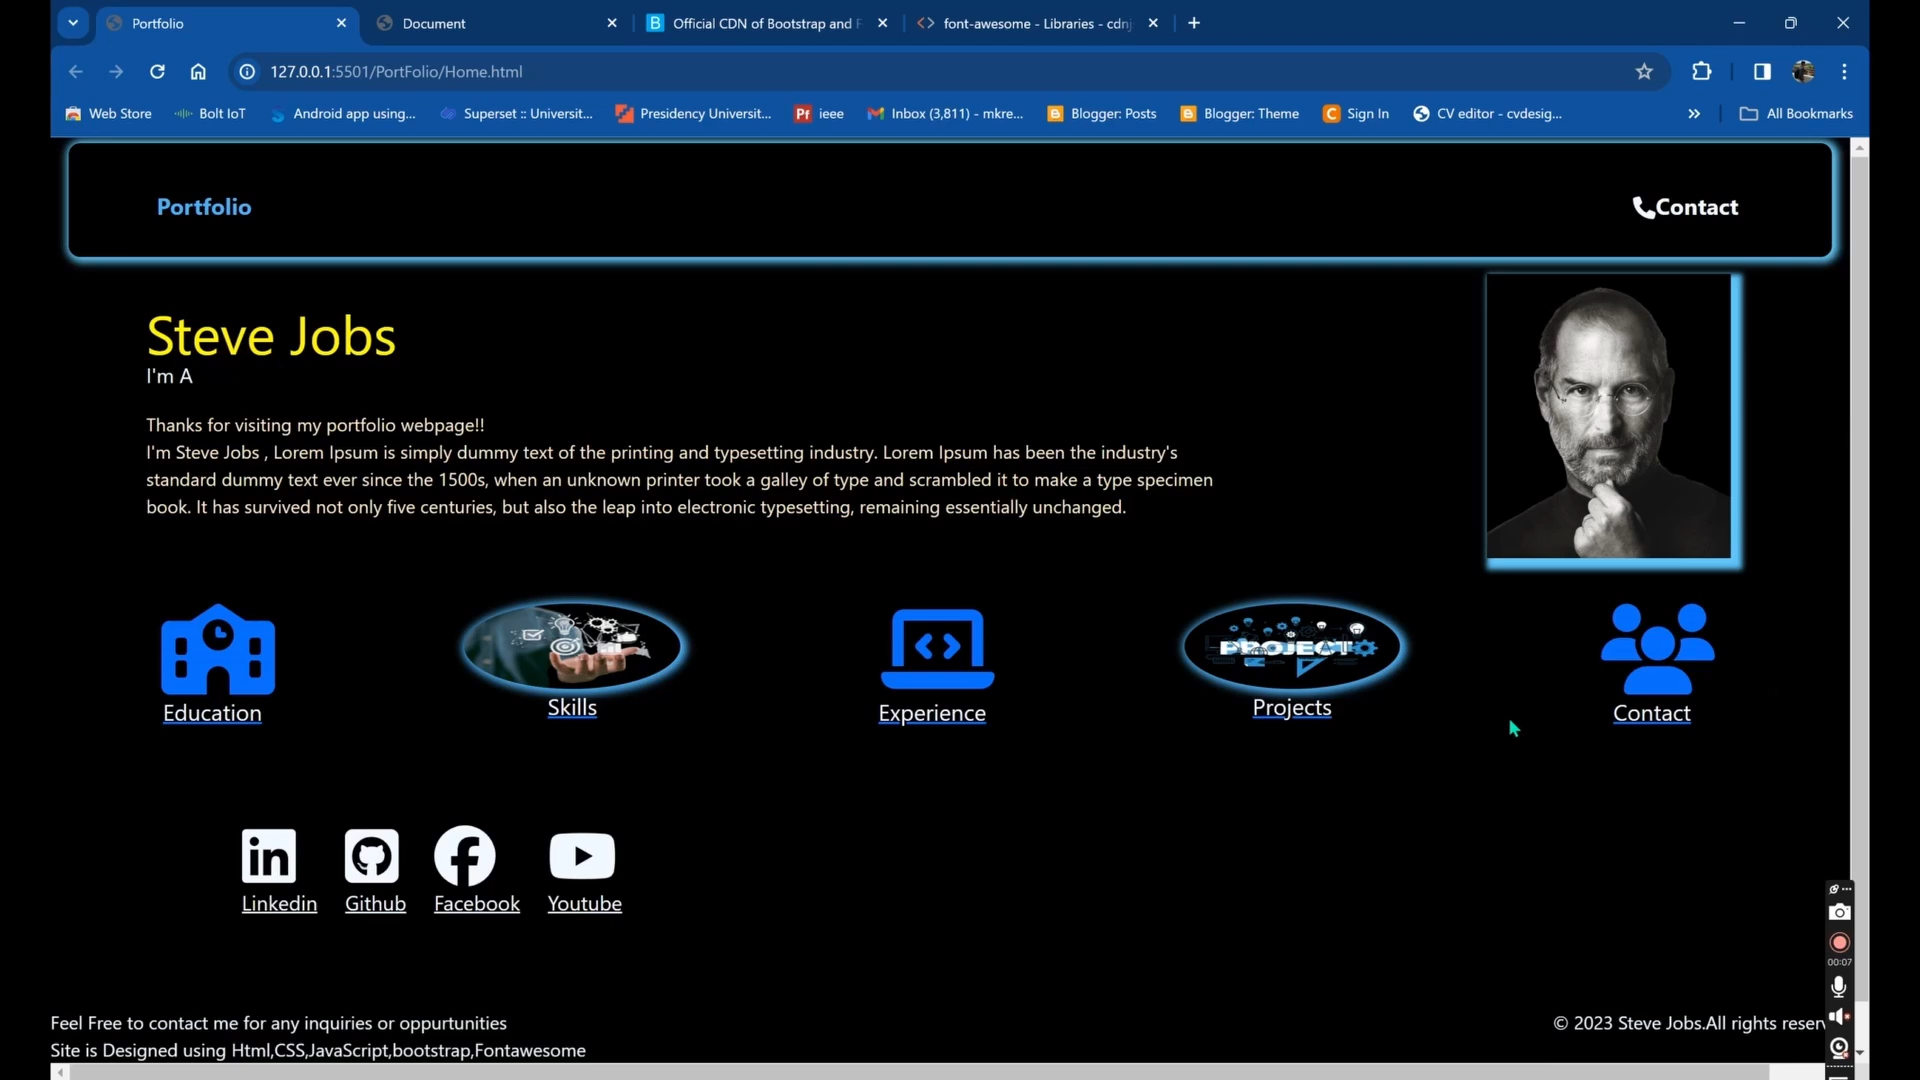 Portfolio
Document
Official CDN of Bootstrap and F
font-awesome - Libraries - cdnj
127.0.0.1:5501/PortFolio/Home.html
Web Store
Bolt IoT
Android app using...
Superset :: Universit...
Presidency Universit...
Pf ieee
Inbox (3,811) - mkre...
Blogger: Posts
Blogger: Theme
Sign In
CV editor - cvdesig...
All Bookmarks
Portfolio
Contact
Steve Jobs
I'm A
Thanks for visiting my portfolio webpage!!
I'm Steve Jobs , Lorem Ipsum is simply dummy text of the printing and typesetting industry. Lorem Ipsum has been the industry's
standard dummy text ever since the 1500s, when an unknown printer took a galley of type and scrambled it to make a type specimen
book. It has survived not only five centuries, but also the leap into electronic typesetting, remaining essentially unchanged.
PROJECT
Education
Skills
Experience
Projects
Contact
in
Linkedin
Github
Facebook
Youtube
00:07
Feel Free to contact me for any inquiries or oppurtunities
© 2023 Steve Jobs.All rights reserv
Site is Designed using Html,CSS,JavaScript,bootstrap,Fontawesome